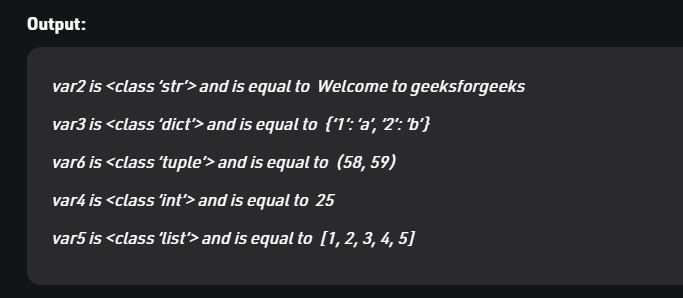 Output:
var2 is <class ‘str’> and is equal to  Welcome to geeksforgeeks
var3 is <class ‘dict’> and is equal to  {‘1’: ‘a’, ‘2’: ‘b’}
var6 is <class ‘tuple’> and is equal to  (58, 59)
var4 is <class ‘int’> and is equal to  25
var5 is <class ‘list’> and is equal to  [1, 2, 3, 4, 5]